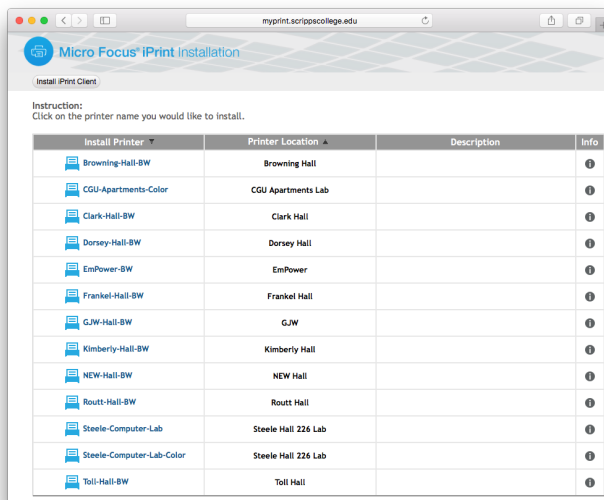 myprint.scrippscollege.edu
Micro Focus® iPrint Installation
Install iPrint Client
Instruction:
Click on the printer name you would like to install.
Install Printer ▼ Printer Location ▲ Description Info
Browning-Hall-BW Browning Hall
CGU-Apartments-Color CGU Apartments Lab
Clark-Hall-BW Clark Hall
Dorsey-Hall-BW Dorsey Hall
EmPower-BW EmPower
Frankel-Hall-BW Frankel Hall
GJW-Hall-BW GJW
Kimberly-Hall-BW Kimberly Hall
NEW-Hall-BW NEW Hall
Routt-Hall-BW Routt Hall
Steele-Computer-Lab Steele Hall 226 Lab
Steele-Computer-Lab-Color Steele Hall 226 Lab
Toll-Hall-BW Toll Hall